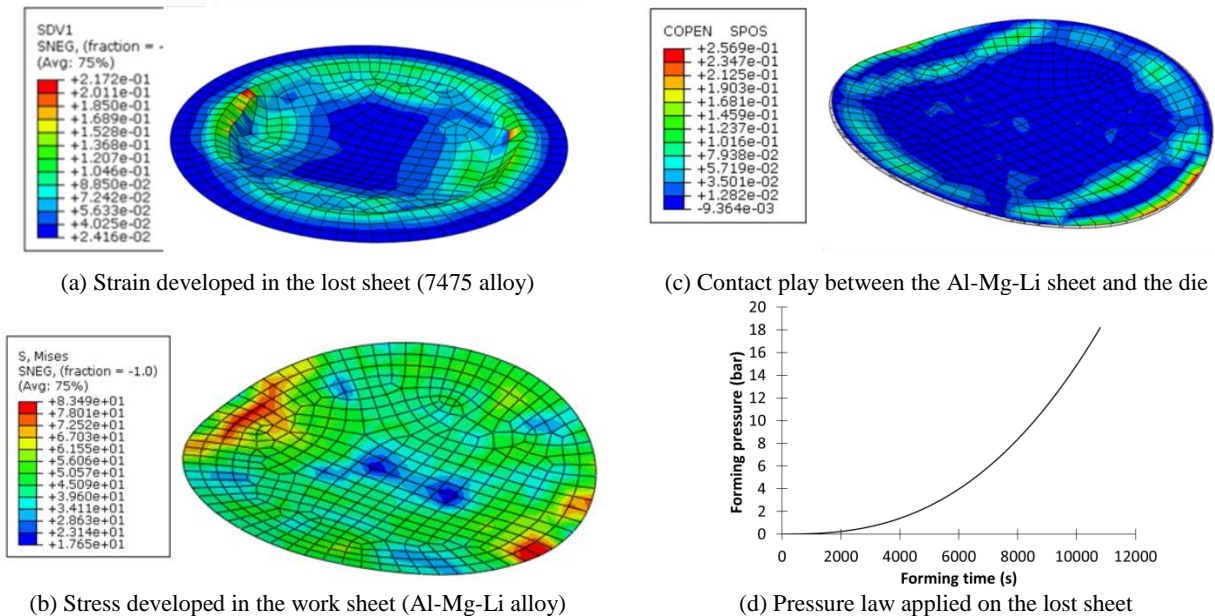 SDV1
SNEG, (fraction = -
(Avg: 75%)
+2.172e-01
+2.011e-01
+1.850e-01
+1.689e-01
+1.528e-01
+1.368e-01
+1.207e-01
+1.046e-01
+8.850e-02
+7.242e-02
+5.633e-02
+4.025e-02
+2.416e-02
(a) Strain developed in the lost sheet (7475 alloy)
COPEN SPOS
+2.569e-01
+2.347e-01
+2.125e-01
+1.903e-01
+1.681e-01
+1.459e-01
+1.237e-01
+1.016e-01
+7.938e-02
+5.719e-02
+3.501e-02
+1.282e-02
-9.364e-03
(c) Contact play between the Al-Mg-Li sheet and the die
S, Mises
SNEG, (fraction = -1.0)
(Avg: 75%)
+8.349e+01
+7.801e+01
+7.252e+01
+6.703e+01
+6.155e+01
+5.606e+01
+5.057e+01
+4.509e+01
+3.960e+01
+3.411e+01
+2.863e+01
+2.314e+01
+1.765e+01
(b) Stress developed in the work sheet (Al-Mg-Li alloy)
Forming pressure (bar)
20
18
16
14
12
10
8
6
4
2
0
0 2000 4000 6000 8000 10000 12000
Forming time (s)
(d) Pressure law applied on the lost sheet